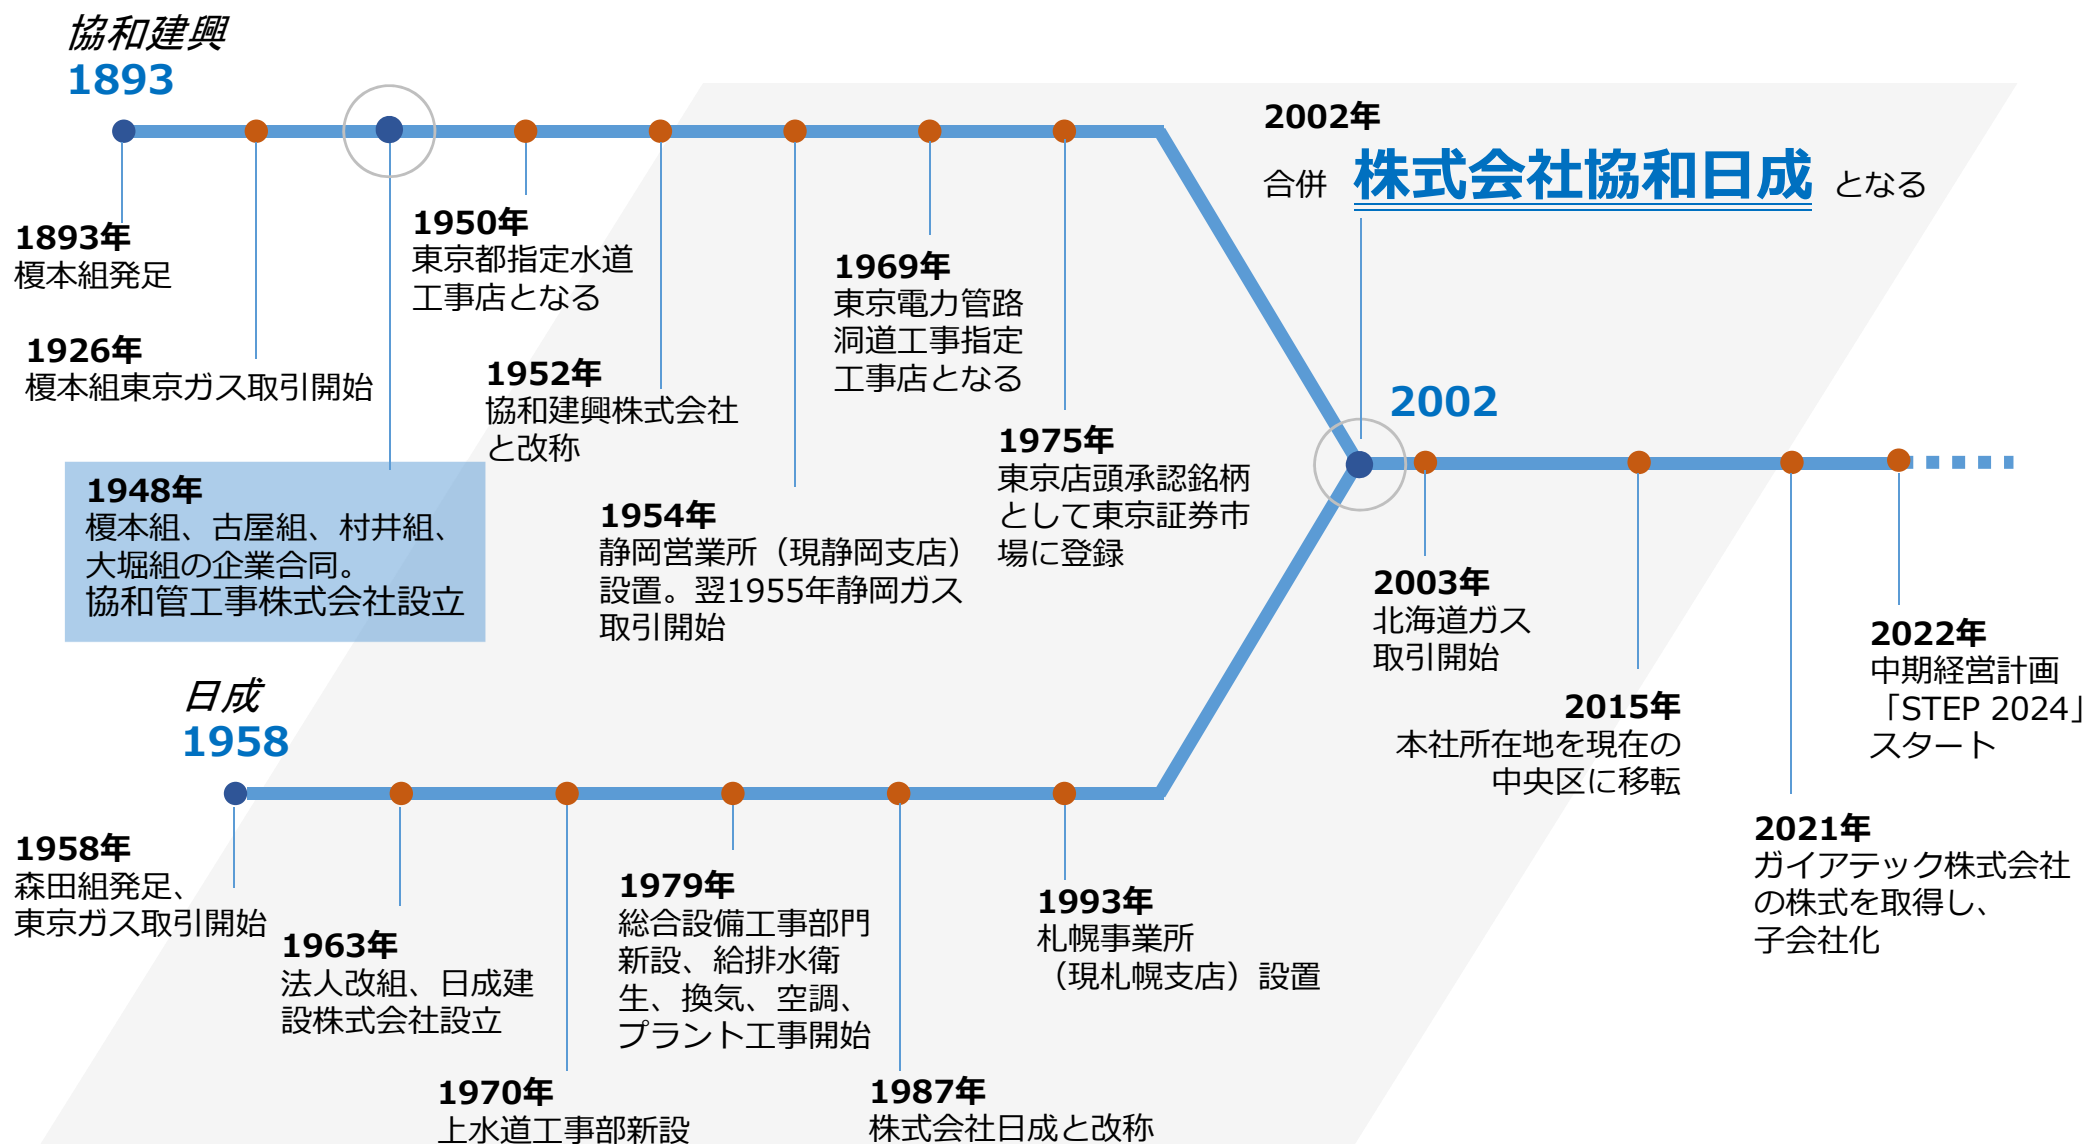 協和建興
1893
1893年
榎本組発足
1926年
榎本組東京ガス取引開始
1948年
榎本組、古屋組、村井組、
大堀組の企業合同。
協和管工事株式会社設立
1950年
東京都指定水道
工事店となる
1952年
協和建興株式会社
と改称
1954年
静岡営業所（現静岡支店）
設置。翌1955年静岡ガス
取引開始
1969年
東京電力管路
洞道工事指定
工事店となる
1975年
東京店頭承認銘柄
として東京証券市
場に登録
日成
1958
1958年
森田組発足、
東京ガス取引開始
1963年
法人改組、日成建
設株式会社設立
1970年
上水道工事部新設
1979年
総合設備工事部門
新設、給排水衛
生、換気、空調、
プラント工事開始
1987年
株式会社日成と改称
1993年
札幌事業所
（現札幌支店）設置
2002年
合併 株式会社協和日成 となる
2002
2003年
北海道ガス
取引開始
2015年
本社所在地を現在の
中央区に移転
2021年
ガイアテック株式会社
の株式を取得し、
子会社化
2022年
中期経営計画
「STEP 2024」
スタート